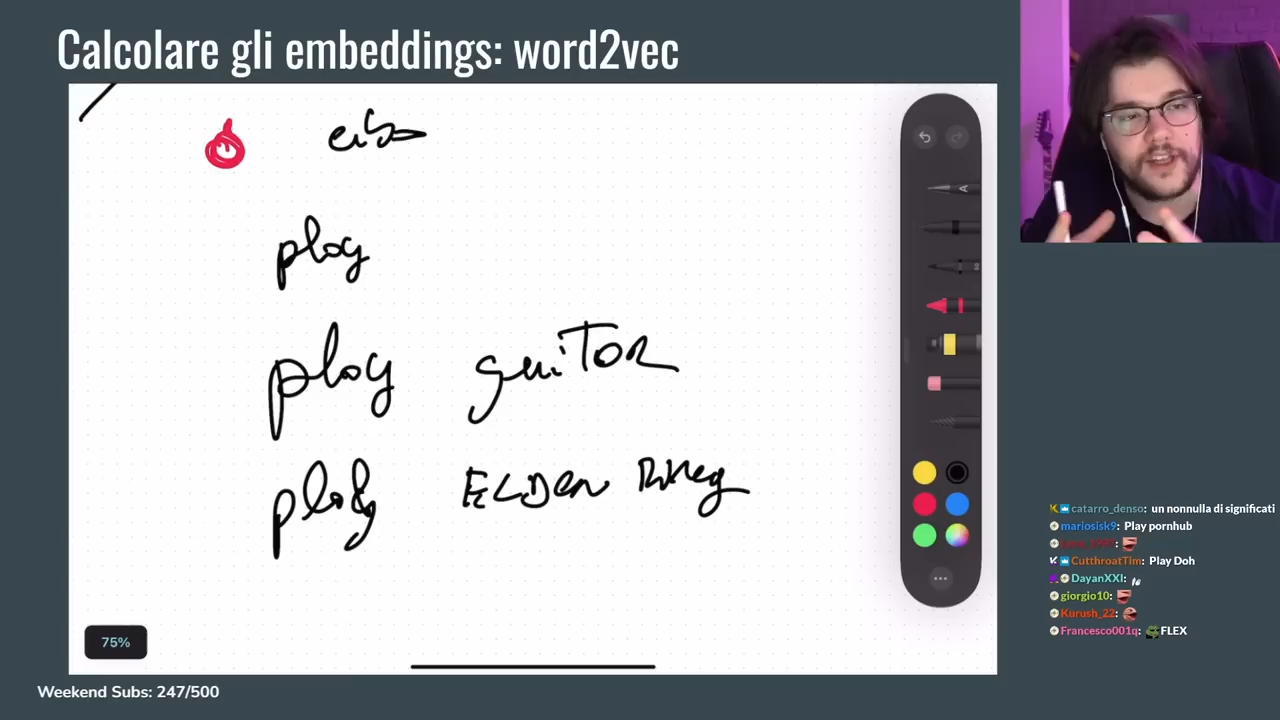 Calcolare gli embeddings: word2vec
play
play guitar
play ELDEN RING
75%
Weekend Subs: 247/500
catarro_denso: un nonnulla di significati
mariosisk9: Play pornhub
CutthroatTIm: Play Doh
DayanXXI:
giorgio10:
Kurush_22:
Francesco001q: FLEX